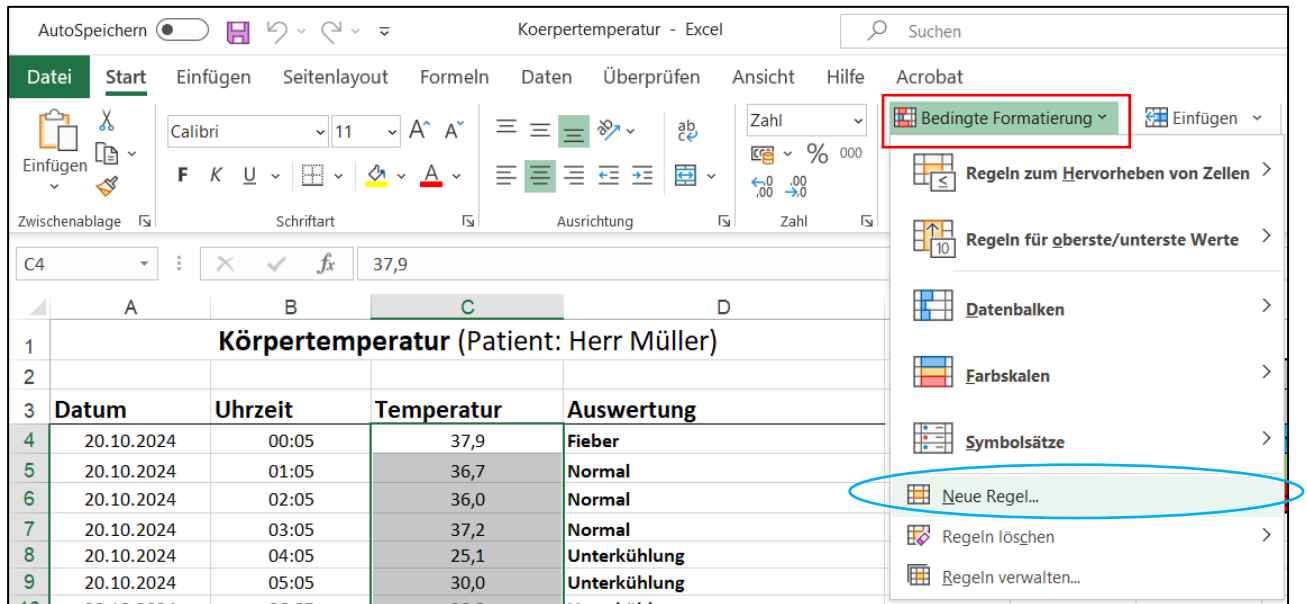 AutoSpeichern Koerpertemperatur - Excel Suchen
Datei Start Einfügen Seitenlayout Formeln Daten Überprüfen Ansicht Hilfe Acrobat
Einfügen
Calibri 11
F K U A
A A
ab
Zahl
% 000
Bedingte Formatierung
Einfügen
Zwischenablage Schriftart Ausrichtung Zahl
C4 fx 37,9
A B C D
1 Körpertemperatur (Patient: Herr Müller)
2
3 Datum Uhrzeit Temperatur Auswertung
4 20.10.2024 00:05 37,9 Fieber
5 20.10.2024 01:05 36,7 Normal
6 20.10.2024 02:05 36,0 Normal
7 20.10.2024 03:05 37,2 Normal
8 20.10.2024 04:05 25,1 Unterkühlung
9 20.10.2024 05:05 30,0 Unterkühlung
Regeln zum Hervorheben von Zellen
Regeln für oberste/unterste Werte
Datenbalken
Farbskalen
Symbolsätze
Neue Regel...
Regeln löschen
Regeln verwalten...